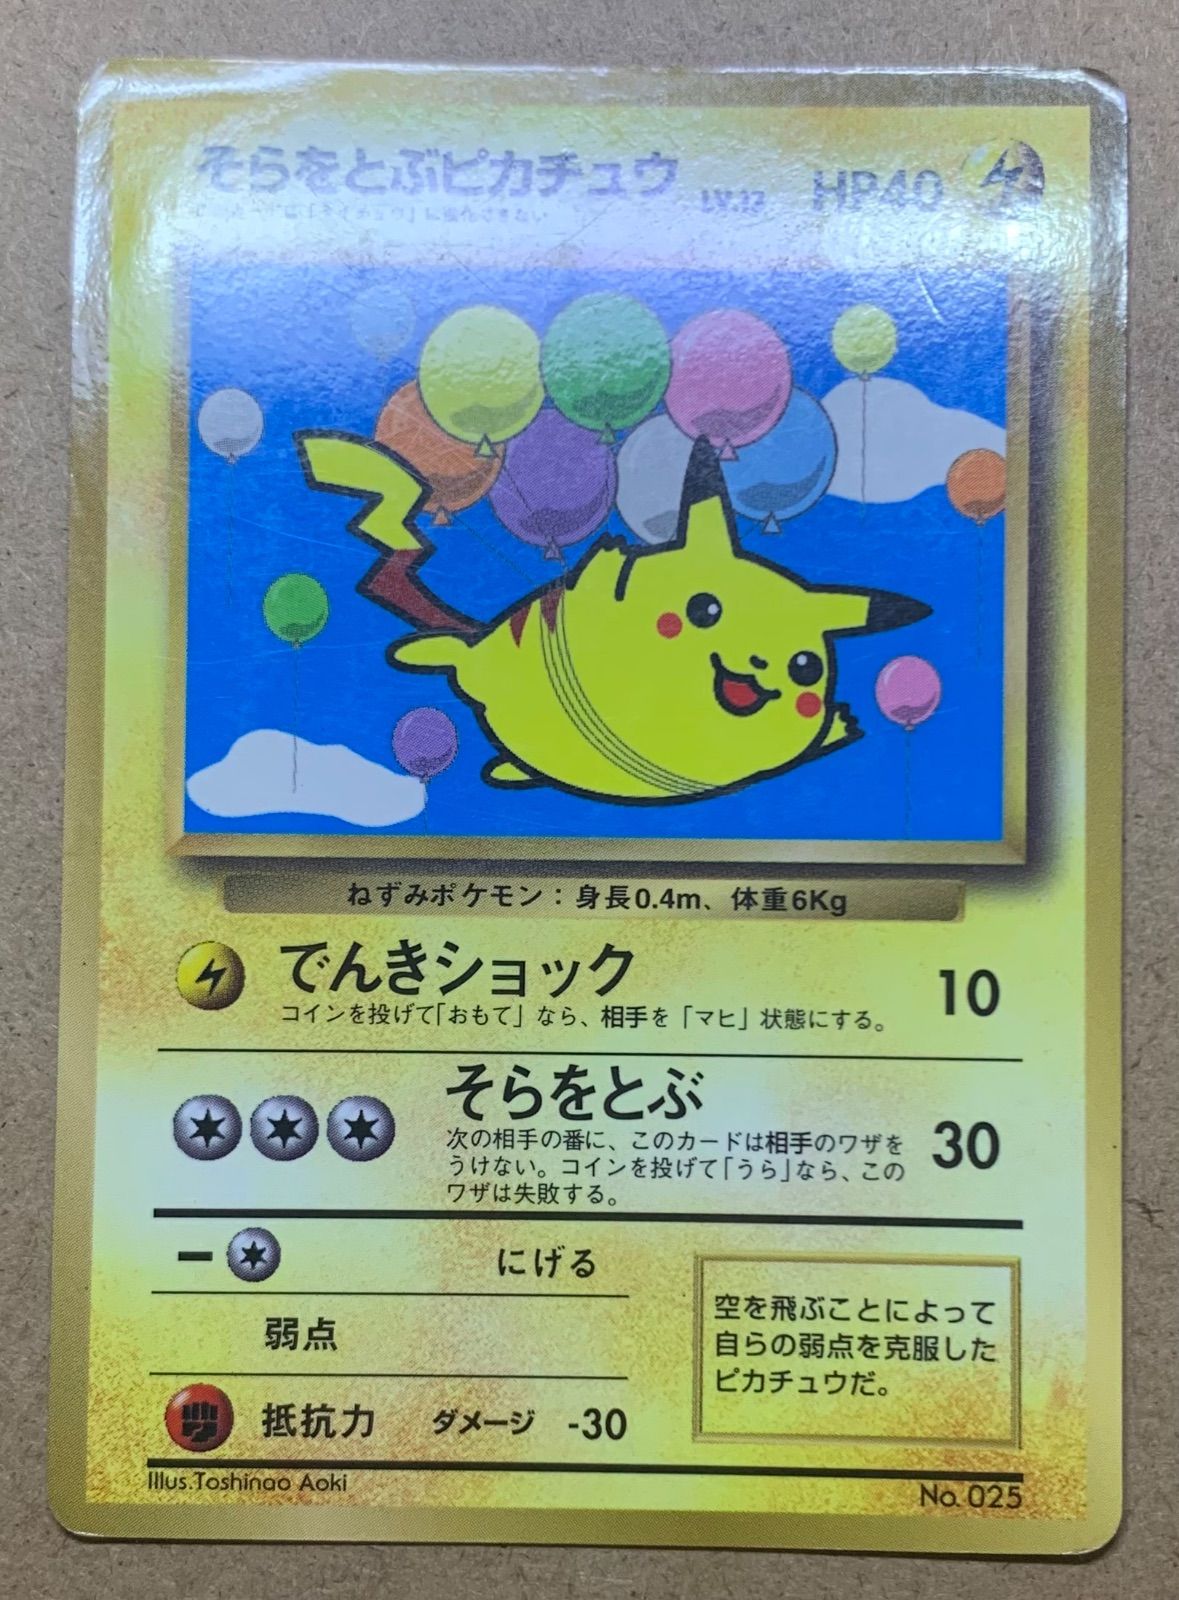 そらをとぶピカチュウ LV.12 HP40
ねずみポケモン：身長0.4m、体重6Kg
でんきショック 10
コインを投げて「おもて」なら、相手を「マヒ」状態にする。
そらをとぶ 30
次の相手の番に、このカードは相手のワザを
うけない。コインを投げて「うら」なら、この
ワザは失敗する。
− にげる
弱点
抵抗力 ダメージ -30
空を飛ぶことによって
自らの弱点を克服した
ピカチュウだ。
Illus.Toshinao Aoki
No. 025